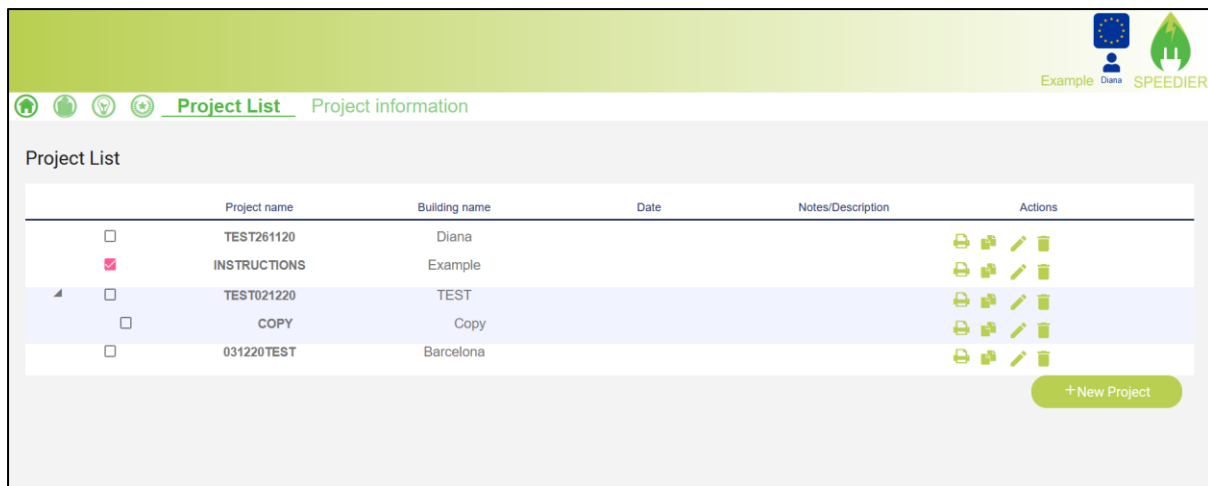 Example Diana SPEEDIER
Project List Project information
Project List
Project name Building name Date Notes/Description Actions
TEST261120 Diana
INSTRUCTIONS Example
TEST021220 TEST
COPY Copy
031220TEST Barcelona
+New Project